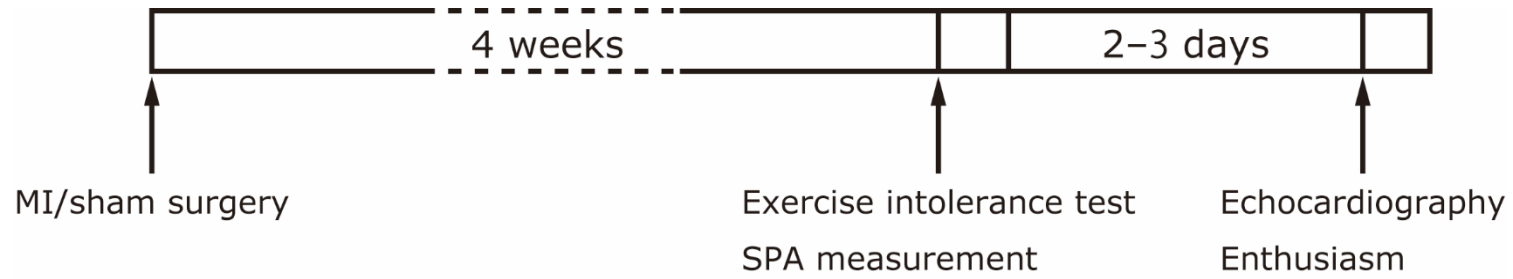 4 weeks
2–3 days
MI/sham surgery
Exercise intolerance test
SPA measurement
Echocardiography
Enthusiasm